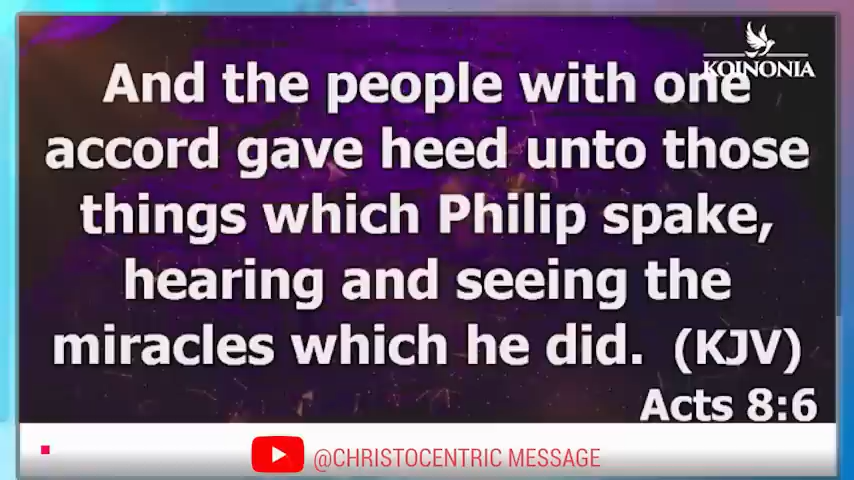 KOINONIA
And the people with one
accord gave heed unto those
things which Philip spake,
hearing and seeing the
miracles which he did. (KJV)
Acts 8:6
@CHRISTOCENTRIC MESSAGE